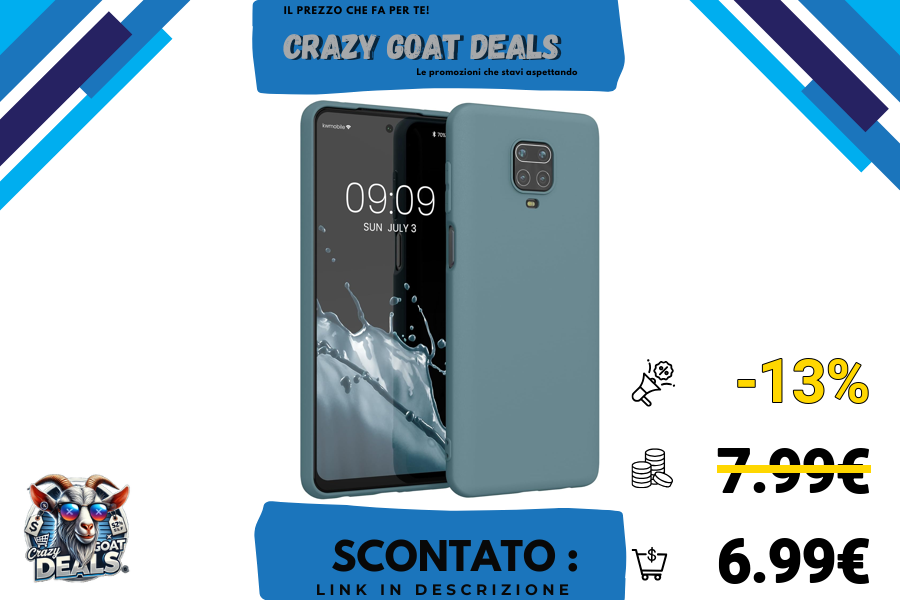 IL PREZZO CHE FA PER TE!
CRAZY GOAT DEALS
Le promozioni che stavi aspettando
kwmobile
09:09
SUN JULY 3
-13%
7.99€
6.99€
SCONTATO :
LINK IN DESCRIZIONE
Crazy
GOAT
DEALS